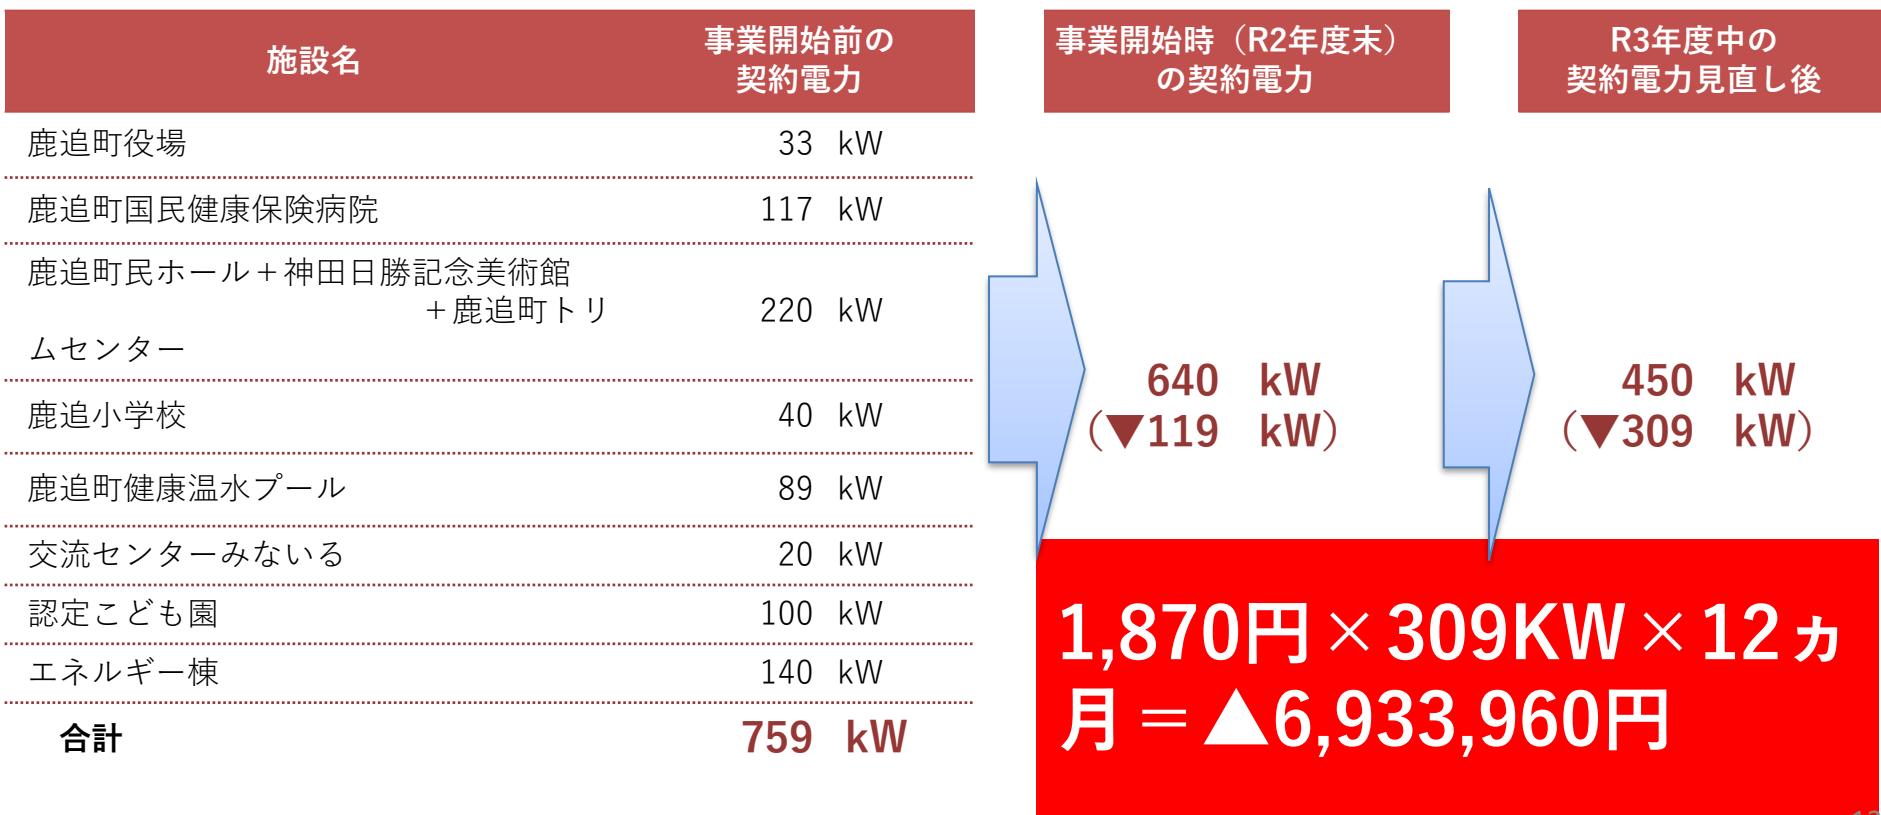 施設名
事業開始前の
契約電力
事業開始時（R2年度末）
の契約電力
R3年度中の
契約電力見直し後
鹿追町役場 33 kW
鹿追町国民健康保険病院 117 kW
鹿追町民ホール＋神田日勝記念美術館
＋鹿追町トリ 220 kW
ムセンター
鹿追小学校 40 kW
鹿追町健康温水プール 89 kW
交流センターみないる 20 kW
認定こども園 100 kW
エネルギー棟 140 kW
合計 759 kW
640 kW
（▼119 kW）
450 kW
（▼309 kW）
1,870円×309KW×12ヵ
月＝▲6,933,960円